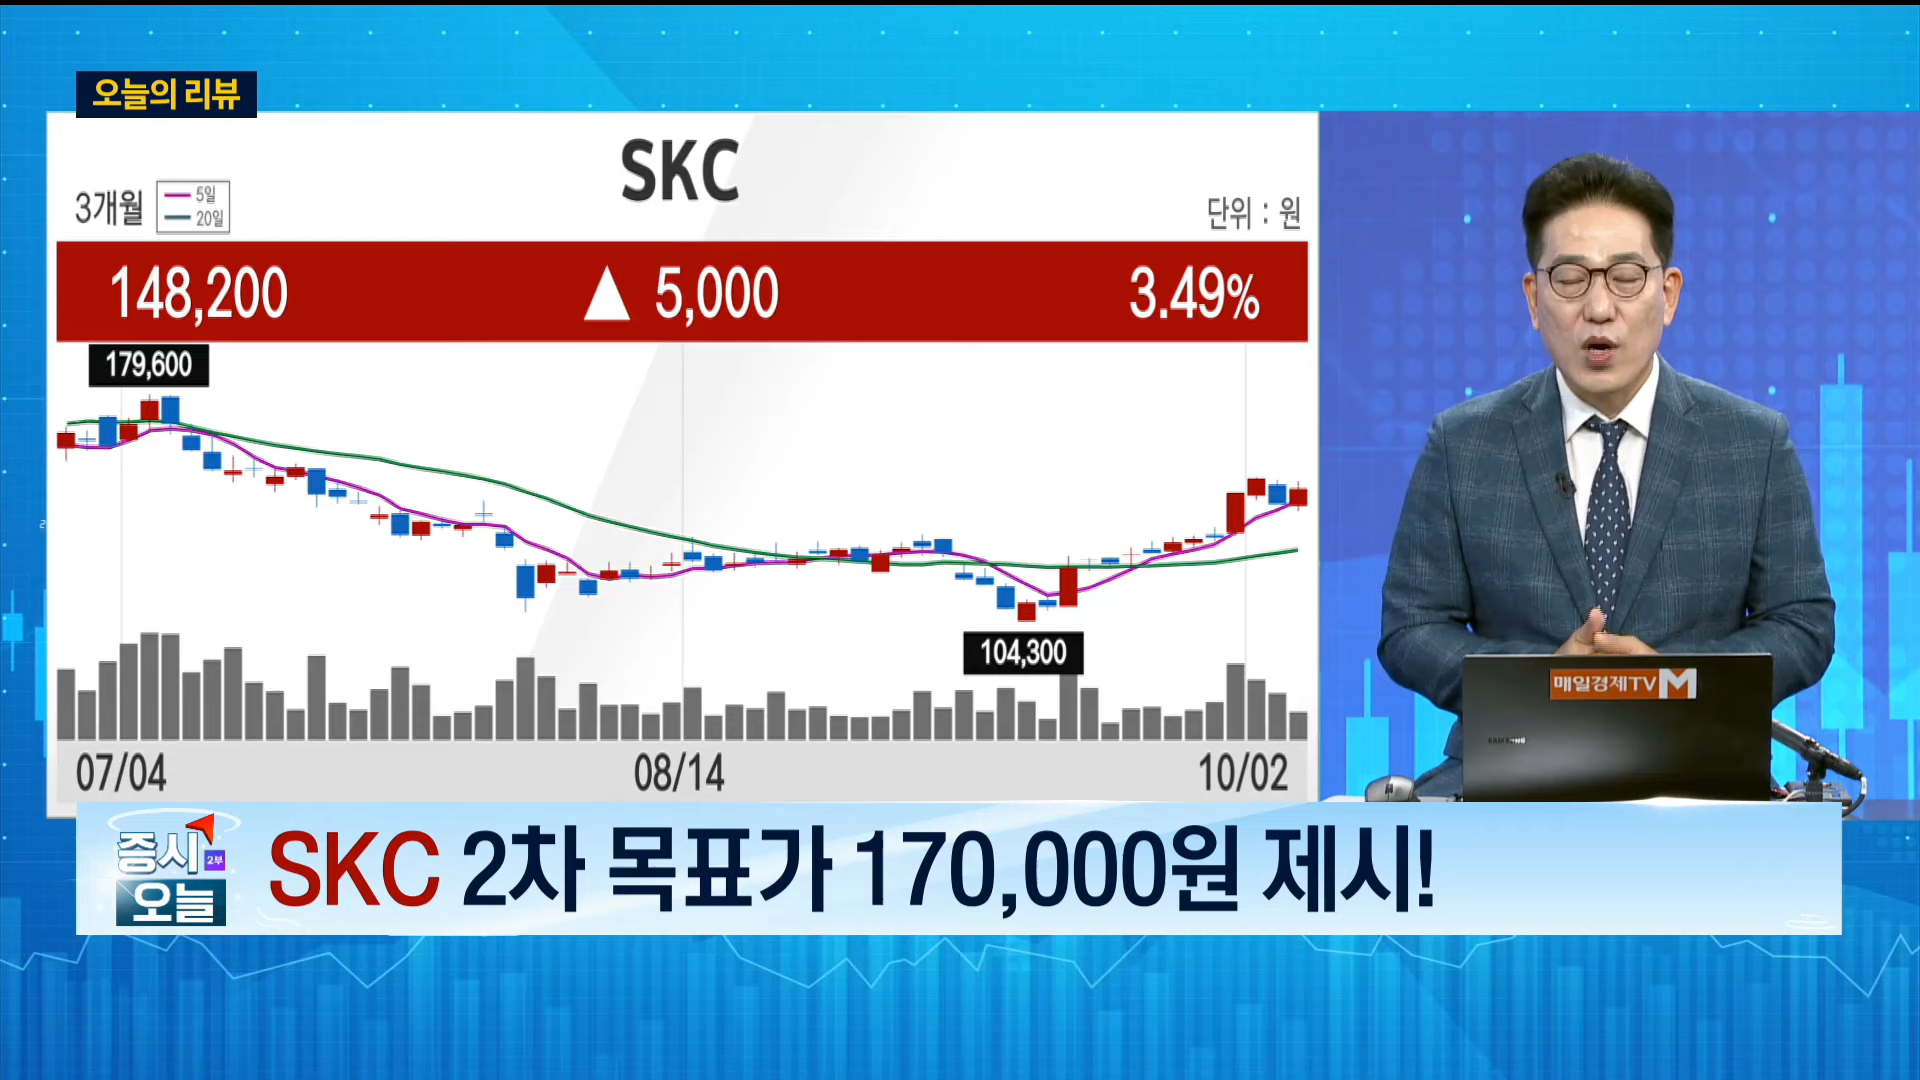 오늘의 리뷰
SKC
3개월
5일
20일
단위 : 원
148,200 ▲ 5,000 3.49%
179,600
104,300
07/04 08/14 10/02
매일경제TV M
SAMSUNG
증시 2부
오늘
SKC 2차 목표가 170,000원 제시!